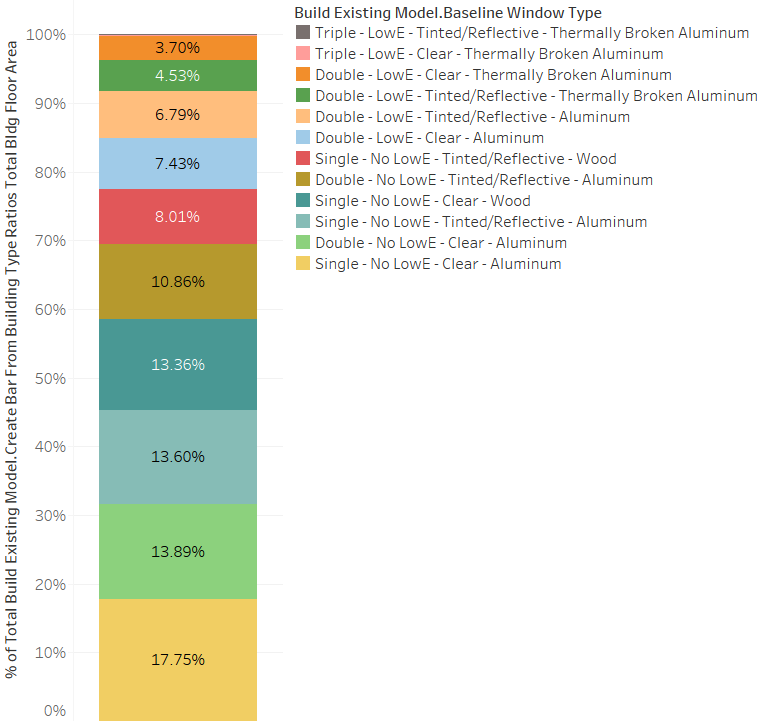 Build Existing Model.Baseline Window Type
Triple - LowE - Tinted/Reflective - Thermally Broken Aluminum
Triple - LowE - Clear - Thermally Broken Aluminum
Double - LowE - Clear - Thermally Broken Aluminum
Double - LowE - Tinted/Reflective - Thermally Broken Aluminum
Double - LowE - Tinted/Reflective - Aluminum
Double - LowE - Clear - Aluminum
Single - No LowE - Tinted/Reflective - Wood
Double - No LowE - Tinted/Reflective - Aluminum
Single - No LowE - Clear - Wood
Single - No LowE - Tinted/Reflective - Aluminum
Double - No LowE - Clear - Aluminum
Single - No LowE - Clear - Aluminum
% of Total Build Existing Model.Create Bar From Building Type Ratios Total Bldg Floor Area
100%
90%
80%
70%
60%
50%
40%
30%
20%
10%
0%
3.70%
4.53%
6.79%
7.43%
8.01%
10.86%
13.36%
13.60%
13.89%
17.75%